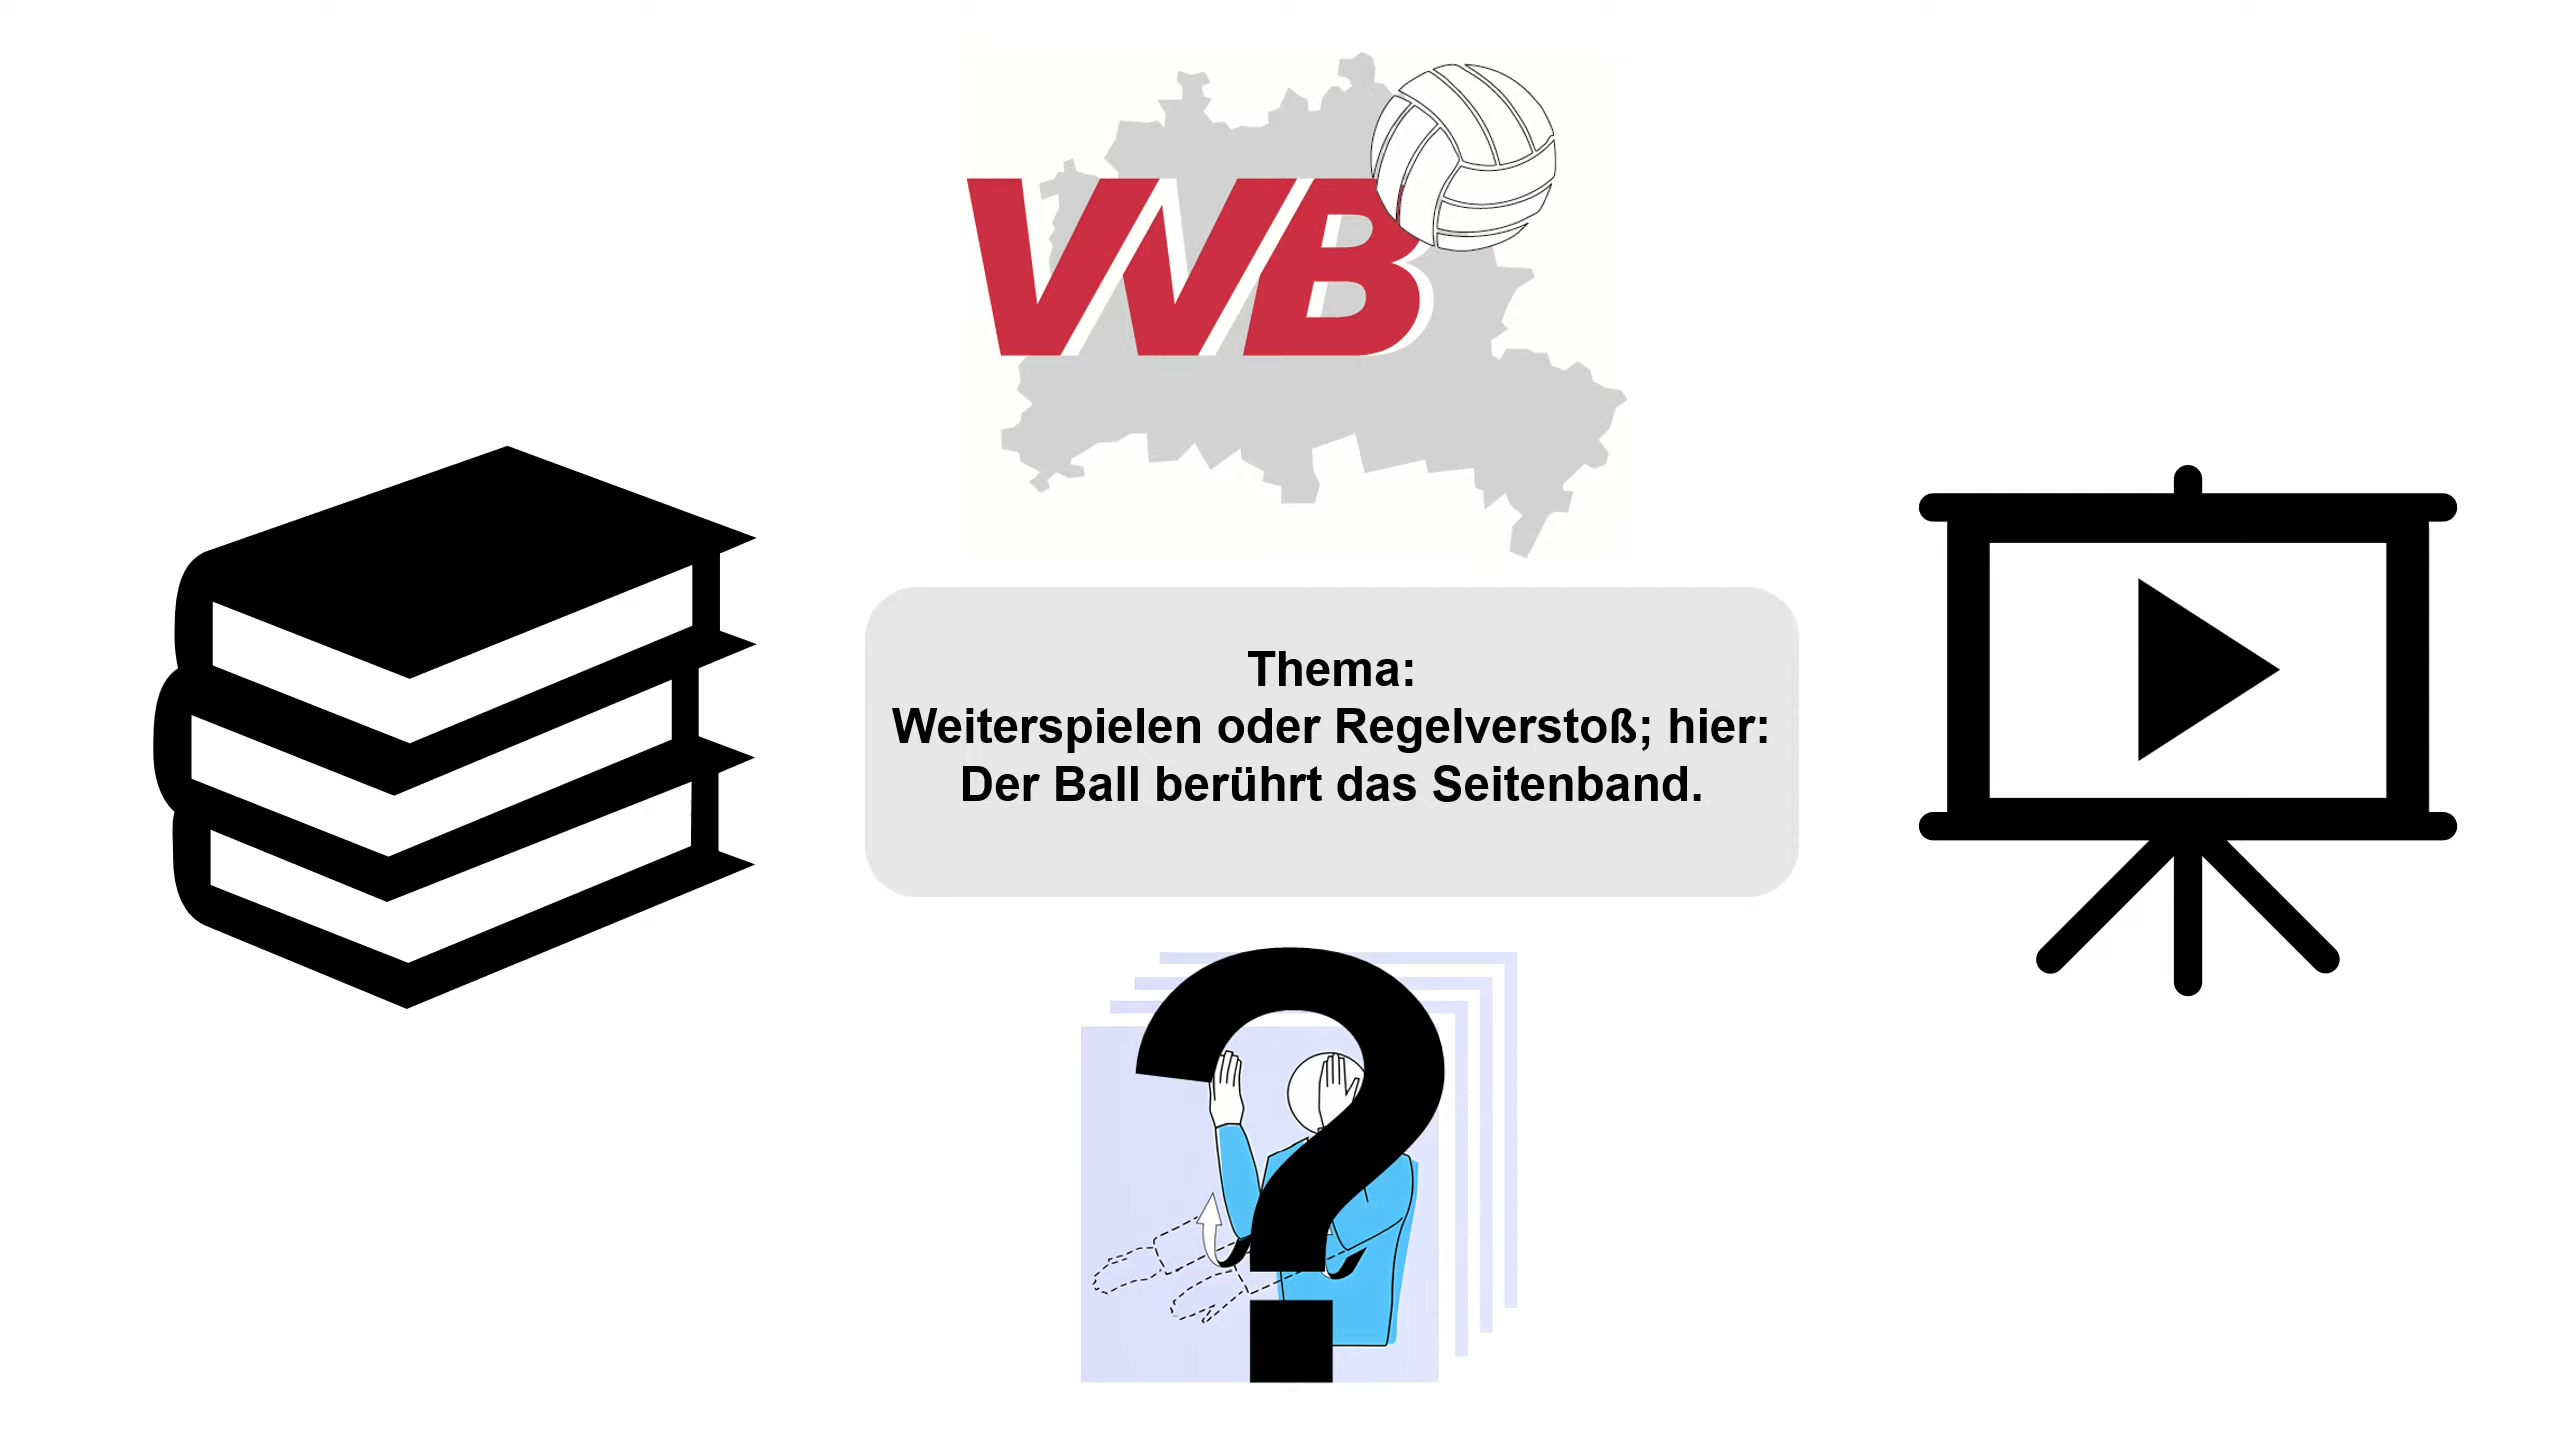 VVB
Thema:
Weiterspielen oder Regelverstoß; hier:
Der Ball berührt das Seitenband.
?